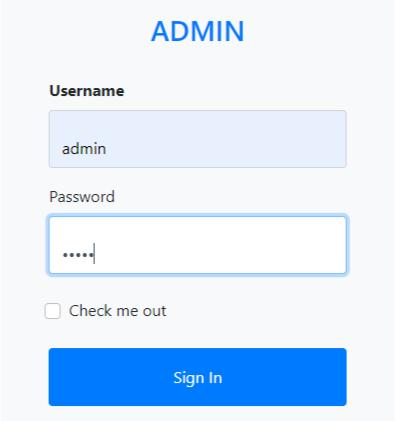 ADMIN
Username
admin
Password
•••••
Check me out
Sign In